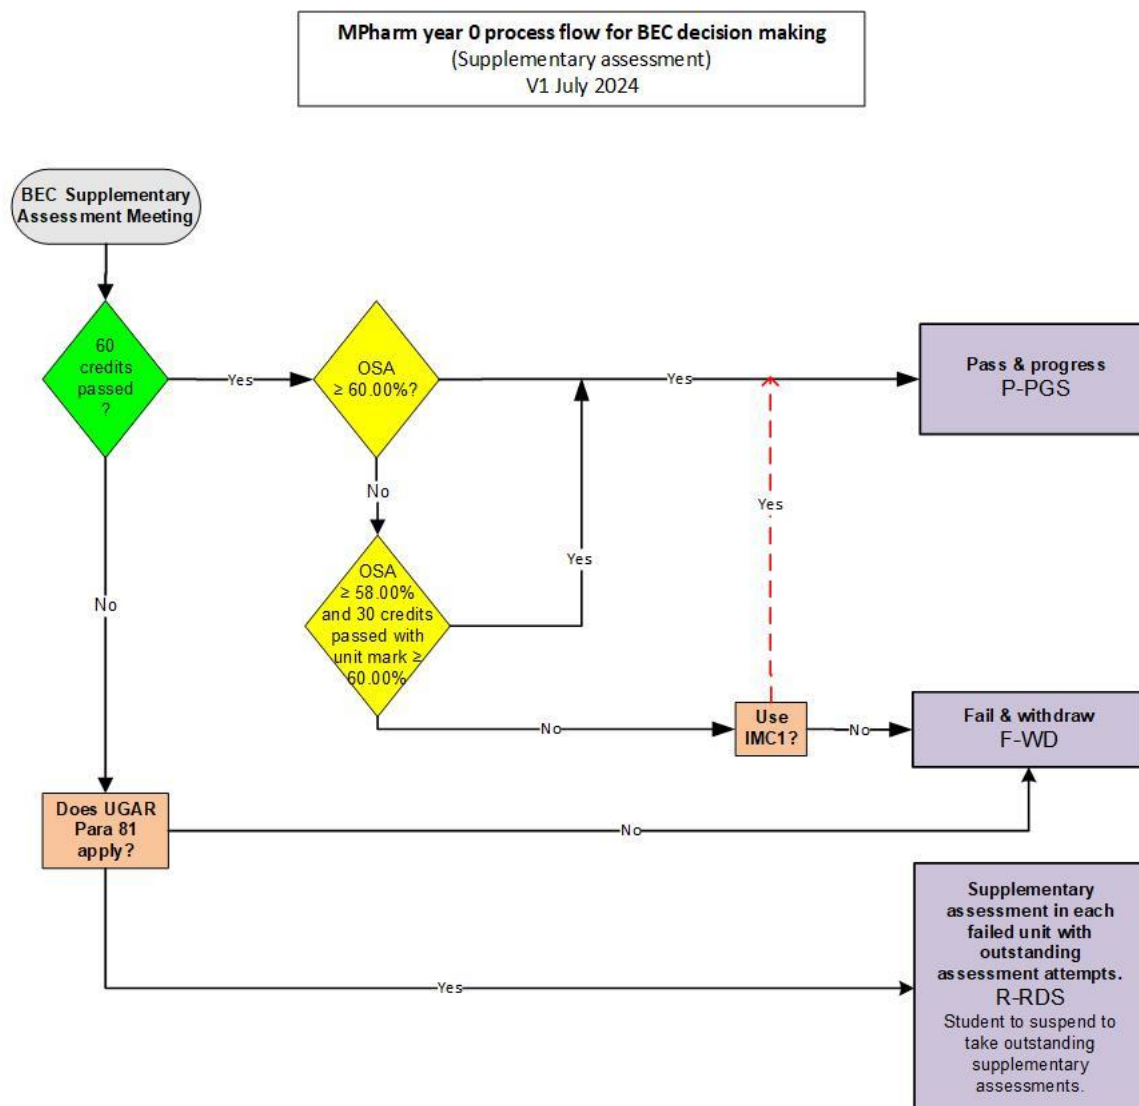 MPharm year 0 process flow for BEC decision making
(Supplementary assessment)
V1 July 2024
BEC Supplementary
Assessment Meeting
60
credits
passed
?
Yes
OSA
≥ 60.00%?
Yes
Pass & progress
P-PGS
No
Yes
Yes
OSA
≥ 58.00%
and 30 credits
passed with
unit mark ≥
60.00%
No
No
Use
IMC1?
No
Fail & withdraw
F-WD
Does UGAR
Para 81
apply?
No
Supplementary
assessment in each
failed unit with
outstanding
assessment attempts.
R-RDS
Student to suspend to
take outstanding
supplementary
assessments.
Yes